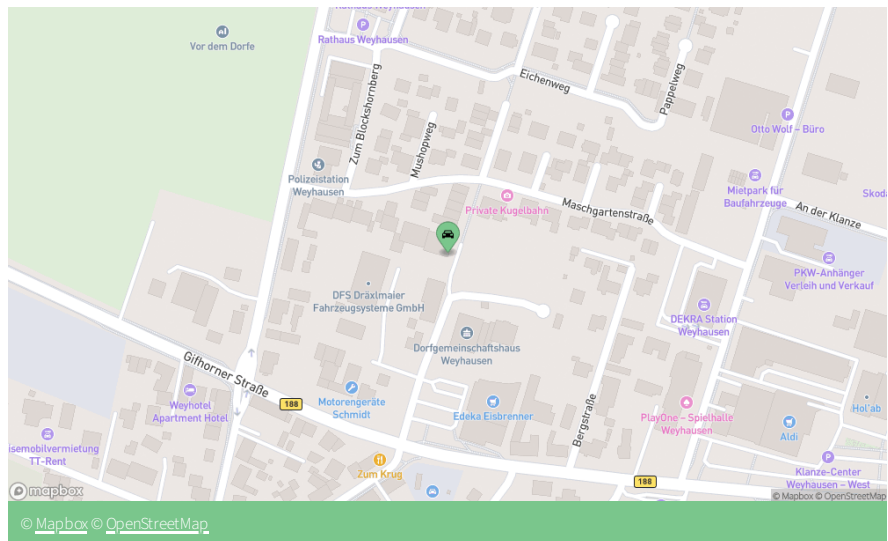 Rathaus Weyhausen
Vor dem Dorfe
Rathaus Weyhausen
Eichenweg
Pappelweg
Zum Blockshornberg
Mushopweg
Otto Wolf – Büro
Polizeistation
Weyhausen
Private Kugelbahn
Maschgartenstraße
Mietpark für
Baufahrzeuge
Skoda
An der Klanze
PKW-Anhänger
Verleih und Verkauf
DFS Dräxlmaier
Fahrzeugsysteme GmbH
DEKRA Station
Weyhausen
Dorfgemeinschaftshaus
Weyhausen
Gifhorner Straße
188
Weyhotel
Apartment Hotel
Motorengeräte
Schmidt
Edeka Eisbrenner
Bergstraße
PlayOne – Spielhalle
Weyhausen
Hol'ab
Aldi
isemobilvermietung
TT-Rent
Zum Krug
188
Klanze-Center
Weyhausen – West
mapbox
© Mapbox © OpenStreetMap
© Mapbox © OpenStreetMap